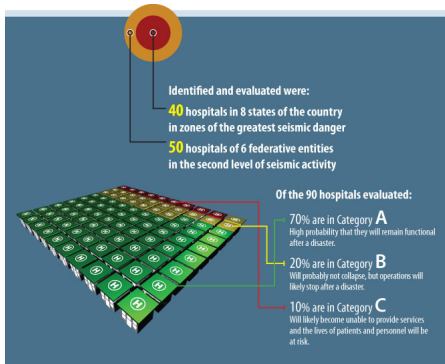 Identified and evaluated were:
40 hospitals in 8 states of the country
in zones of the greatest seismic danger
50 hospitals of 6 federative entities
in the second level of seismic activity
Of the 90 hospitals evaluated:
70% are in Category A
High probability that they will remain functional
after a disaster.
20% are in Category B
Will probably not collapse, but operations will
likely stop after a disaster.
10% are in Category C
Will likely become unable to provide services
and the lives of patients and personnel will be
at risk.